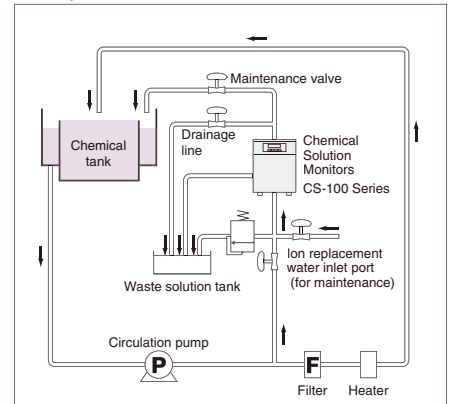 Maintenance valve
Drainage
line
Chemical
tank
Chemical
Solution
Monitors
CS-100 Series
Ion replacement
water inlet port
(for maintenance)
Waste solution tank
Circulation pump
P
F
Filter
Heater